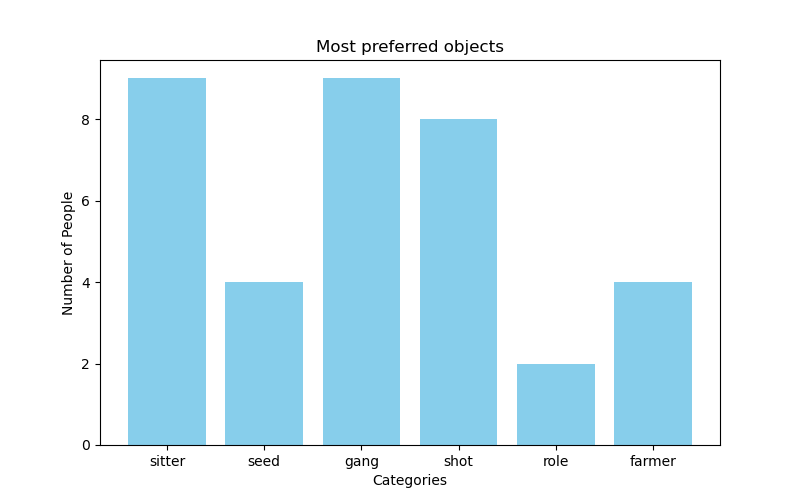 Most preferred objects
Number of People
8
6
4
2
0
sitter seed gang shot role farmer
Categories